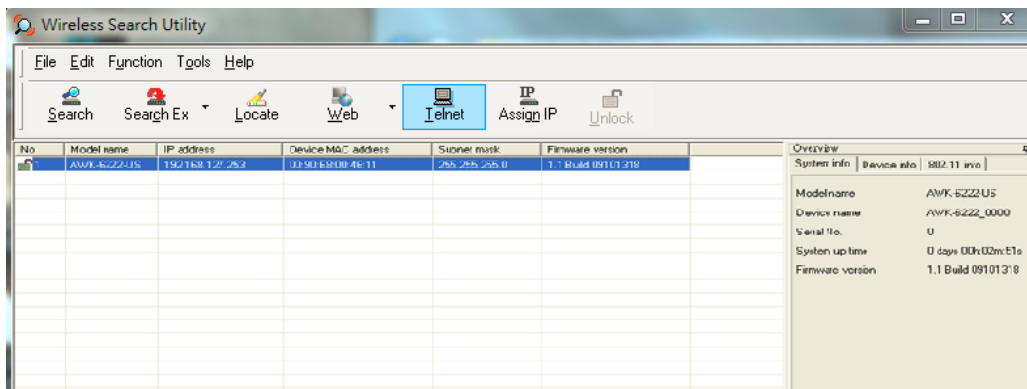 Wireless Search Utility
File Edit Function Tools Help
Search Search Ex Locate Web Telnet Assign IP Unlock
No Model name IP address Device MAC address Subnet mask Firmware version
1 AWK-6222-US 192.168.127.253 00:90:E8:00:46:11 255.255.255.0 1.1 Build 09101318
Overview
System info Device info 802.11 info
Model name AWK-6222-US
Device name AWK-6222_0000
Serial No. 0
System up time 0 days 00h:02m:51s
Firmware version 1.1 Build 09101318